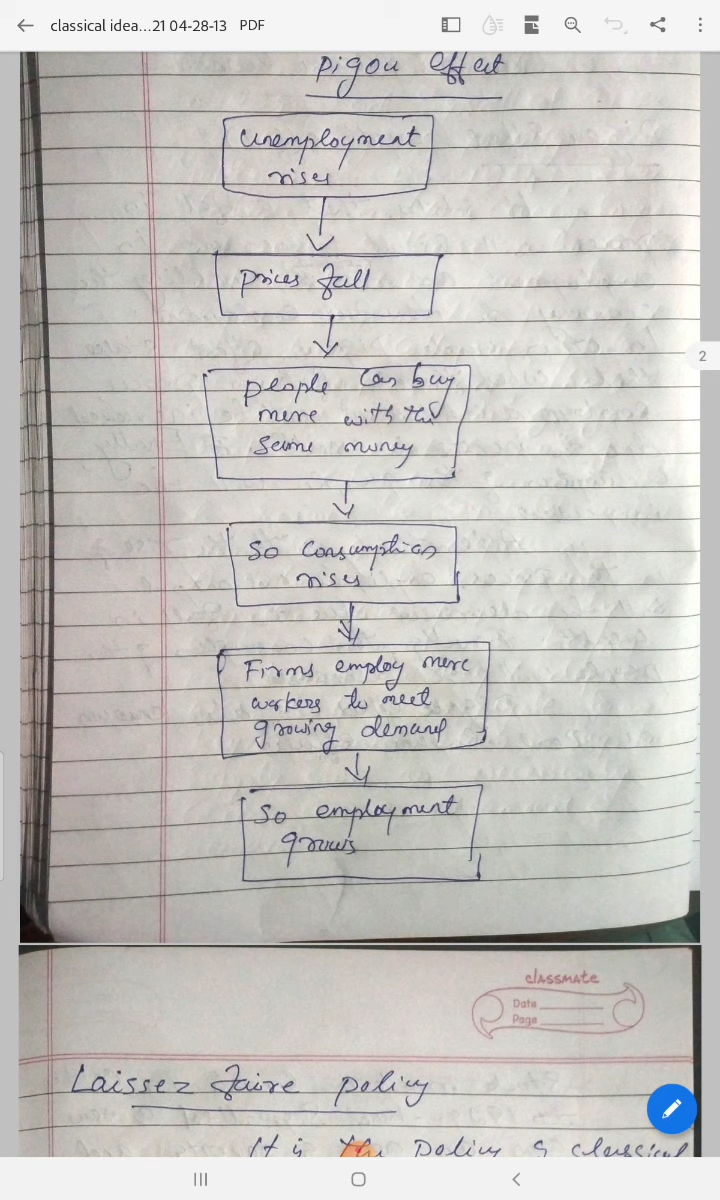 classical idea...21 04-28-13 PDF
Pigou effect
Unemployment
rises
Prices fall
2
people can buy
more with the
same money
So consumption
rises
Firms employ more
workers to meet
growing demand
So employment
grows
classmate
Date
Page
Laissez faire policy
It is the policy of classical